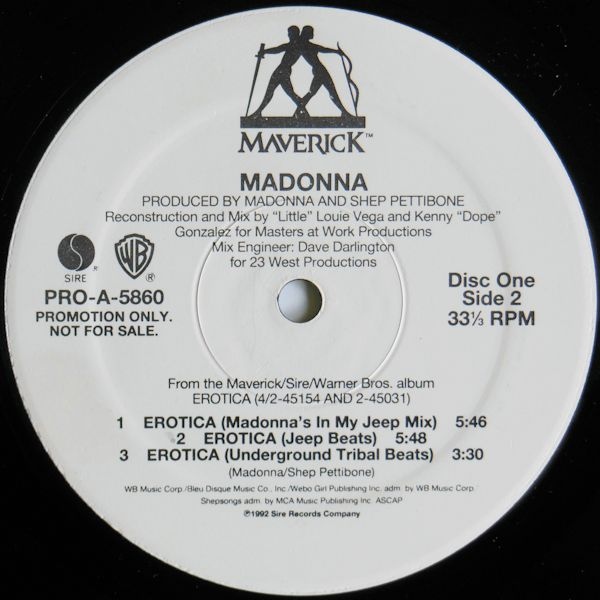 MAVERICK™
MADONNA
PRODUCED BY MADONNA AND SHEP PETTIBONE
Reconstruction and Mix by “Little” Louie Vega and Kenny “Dope”
Gonzalez for Masters at Work Productions
Mix Engineer: Dave Darlington
for 23 West Productions
S
SIRE ®
WB ®
PRO-A-5860
PROMOTION ONLY.
NOT FOR SALE.
Disc One
Side 2
33⅓ RPM
From the Maverick/Sire/Warner Bros. album
EROTICA (4/2-45154 AND 2-45031)
1 EROTICA (Madonna's In My Jeep Mix) 5:46
2 EROTICA (Jeep Beats) 5:48
3 EROTICA (Underground Tribal Beats) 3:30
(Madonna/Shep Pettibone)
WB Music Corp./Bleu Disque Music Co., Inc./Webo Girl Publishing Inc. adm. by WB Music Corp./
Shepsongs adm. by MCA Music Publishing Inc. ASCAP
℗1992 Sire Records Company